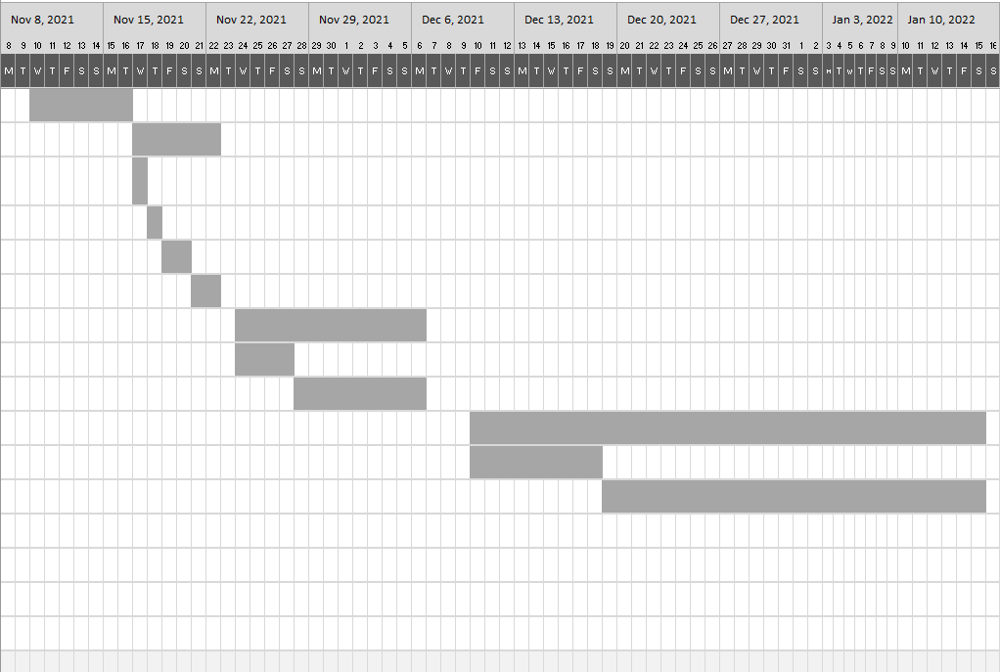 Nov 8, 2021 Nov 15, 2021 Nov 22, 2021 Nov 29, 2021 Dec 6, 2021 Dec 13, 2021 Dec 20, 2021 Dec 27, 2021 Jan 3, 2022 Jan 10, 2022
8 9 10 11 12 13 14 15 16 17 18 19 20 21 22 23 24 25 26 27 28 29 30 1 2 3 4 5 6 7 8 9 10 11 12 13 14 15 16 17 18 19 20 21 22 23 24 25 26 27 28 29 30 31 1 2 3 4 5 6 7 8 9 10 11 12 13 14 15 16
M T W T F S S M T W T F S S M T W T F S S M T W T F S S M T W T F S S M T W T F S S M T W T F S S M T W T F S S M T W T F S S M T W T F S S